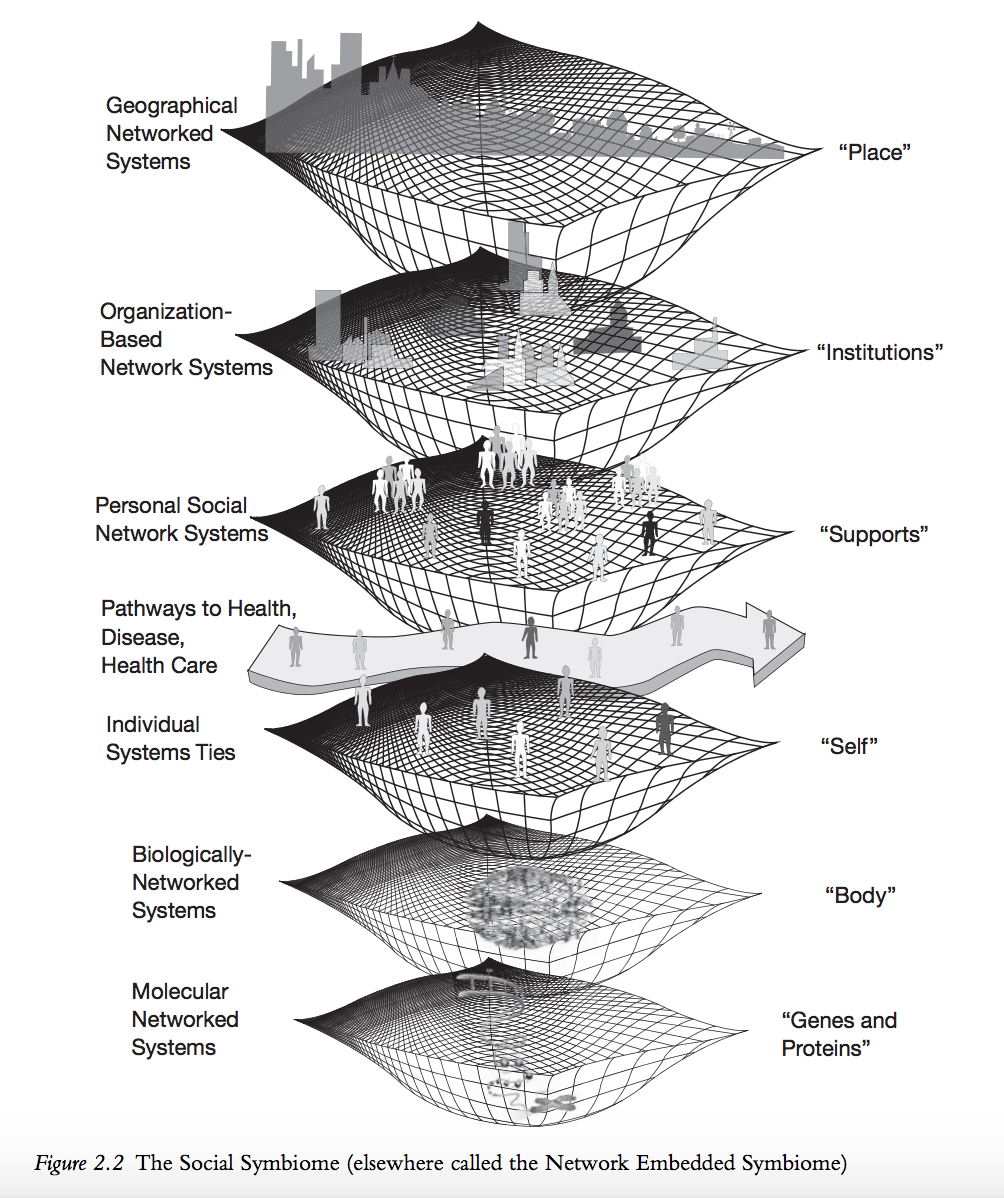 Geographical
Networked
Systems
“Place”
Organization-
Based
Network Systems
“Institutions”
Personal Social
Network Systems
“Supports”
Pathways to Health,
Disease,
Health Care
Individual
Systems Ties
“Self”
Biologically-
Networked
Systems
“Body”
Molecular
Networked
Systems
“Genes and
Proteins”
Figure 2.2 The Social Symbiome (elsewhere called the Network Embedded Symbiome)